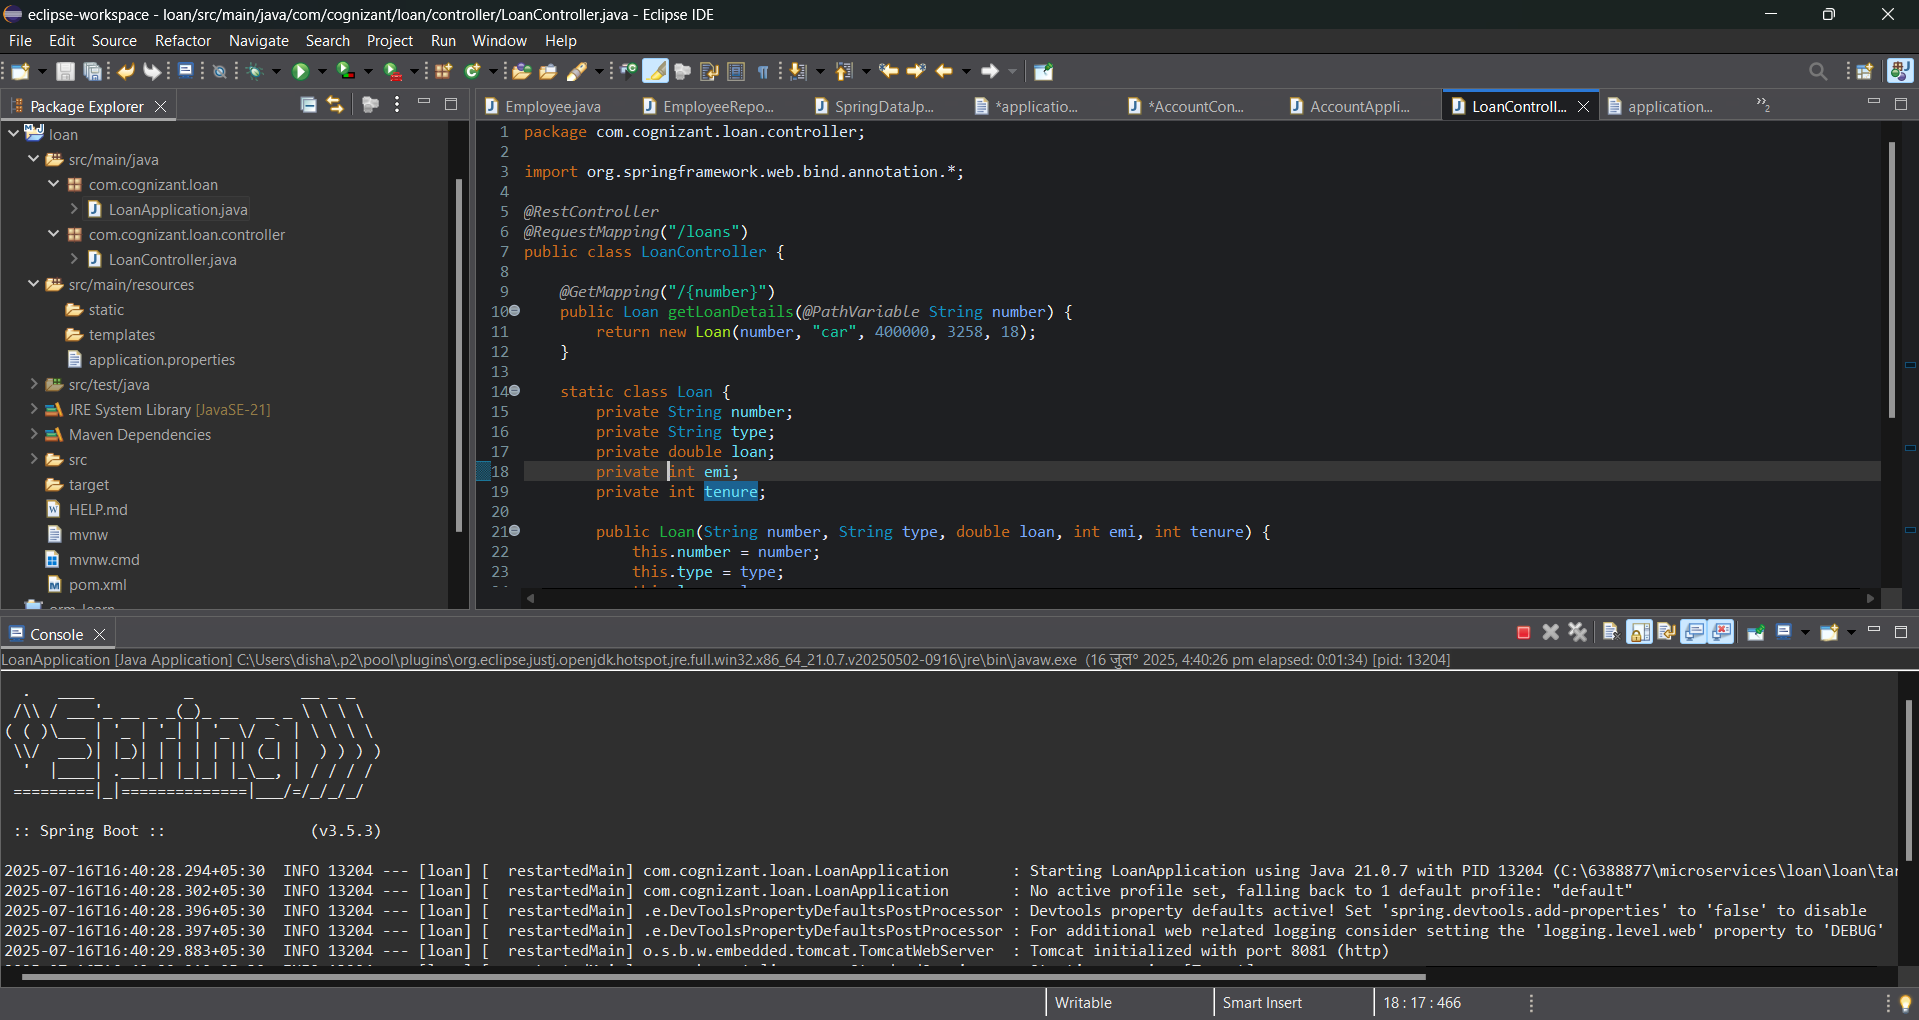 eclipse-workspace - loan/src/main/java/com/cognizant/loan/controller/LoanController.java - Eclipse IDE
File Edit Source Refactor Navigate Search Project Run Window Help
Package Explorer
loan
src/main/java
com.cognizant.loan
LoanApplication.java
com.cognizant.loan.controller
LoanController.java
src/main/resources
static
templates
application.properties
src/test/java
JRE System Library [JavaSE-21]
Maven Dependencies
src
target
HELP.md
mvnw
mvnw.cmd
pom.xml
orm-learn
Employee.java EmployeeRepo... SpringDataJp... *applicatio... *AccountCon... AccountAppli... LoanControll... application... »2
1 package com.cognizant.loan.controller;
2
3 import org.springframework.web.bind.annotation.*;
4
5 @RestController
6 @RequestMapping("/loans")
7 public class LoanController {
8
9 @GetMapping("/{number}")
10 public Loan getLoanDetails(@PathVariable String number) {
11 return new Loan(number, "car", 400000, 3258, 18);
12 }
13
14 static class Loan {
15 private String number;
16 private String type;
17 private double loan;
18 private int emi;
19 private int tenure;
20
21 public Loan(String number, String type, double loan, int emi, int tenure) {
22 this.number = number;
23 this.type = type;
Console
LoanApplication [Java Application] C:\Users\disha\.p2\pool\plugins\org.eclipse.justj.openjdk.hotspot.jre.full.win32.x86_64_21.0.7.v20250502-0916\jre\bin\javaw.exe (16 जुल° 2025, 4:40:26 pm elapsed: 0:01:34) [pid: 13204]
:: Spring Boot :: (v3.5.3)
2025-07-16T16:40:28.294+05:30 INFO 13204 --- [loan] [ restartedMain] com.cognizant.loan.LoanApplication : Starting LoanApplication using Java 21.0.7 with PID 13204 (C:\6388877\microservices\loan\loan\tar
2025-07-16T16:40:28.302+05:30 INFO 13204 --- [loan] [ restartedMain] com.cognizant.loan.LoanApplication : No active profile set, falling back to 1 default profile: "default"
2025-07-16T16:40:28.396+05:30 INFO 13204 --- [loan] [ restartedMain] .e.DevToolsPropertyDefaultsPostProcessor : Devtools property defaults active! Set 'spring.devtools.add-properties' to 'false' to disable
2025-07-16T16:40:28.397+05:30 INFO 13204 --- [loan] [ restartedMain] .e.DevToolsPropertyDefaultsPostProcessor : For additional web related logging consider setting the 'logging.level.web' property to 'DEBUG'
2025-07-16T16:40:29.883+05:30 INFO 13204 --- [loan] [ restartedMain] o.s.b.w.embedded.tomcat.TomcatWebServer : Tomcat initialized with port 8081 (http)
Writable Smart Insert 18 : 17 : 466